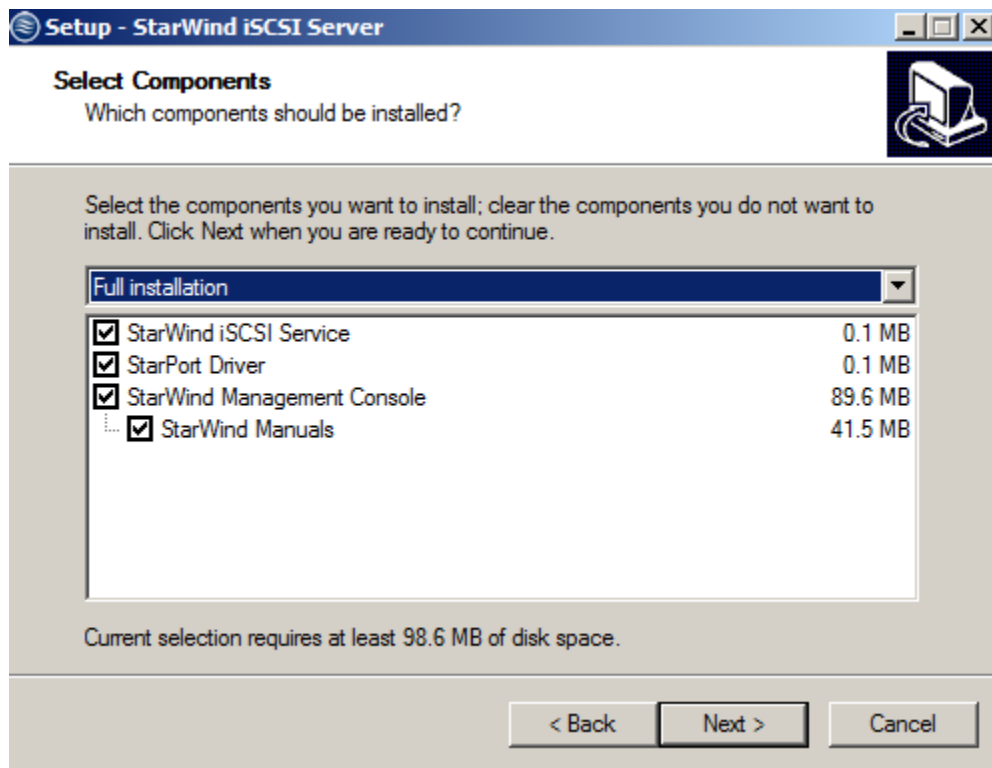 Setup - StarWind iSCSI Server
Select Components
Which components should be installed?
Select the components you want to install; clear the components you do not want to
install. Click Next when you are ready to continue.
Full installation
StarWind iSCSI Service 0.1 MB
StarPort Driver 0.1 MB
StarWind Management Console 89.6 MB
StarWind Manuals 41.5 MB
Current selection requires at least 98.6 MB of disk space.
< Back Next > Cancel